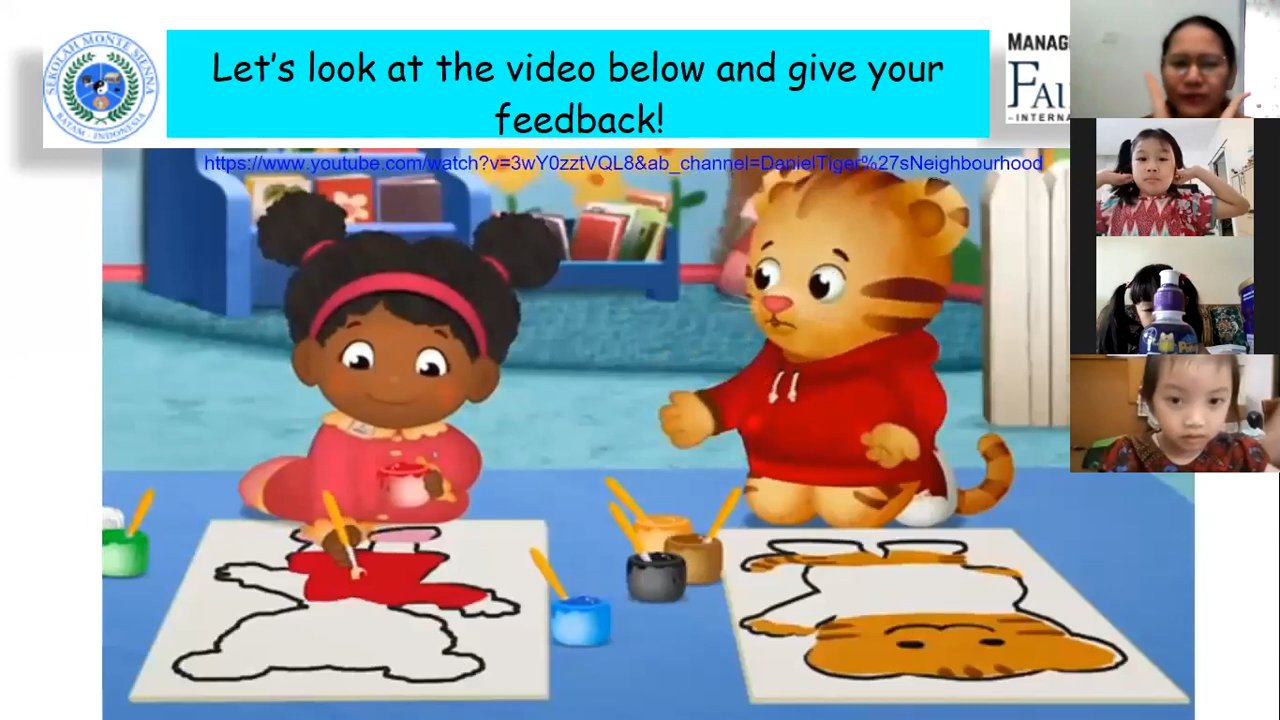 Let's look at the video below and give your
feedback!
https://www.youtube.com/watch?v=3wY0zztVQL8&ab_channel=DanielTiger%27sNeighbourhood
SEKOLAH MONTE SIENNA
BATAM - INDONESIA
MANAG
FAI
-INTERNA